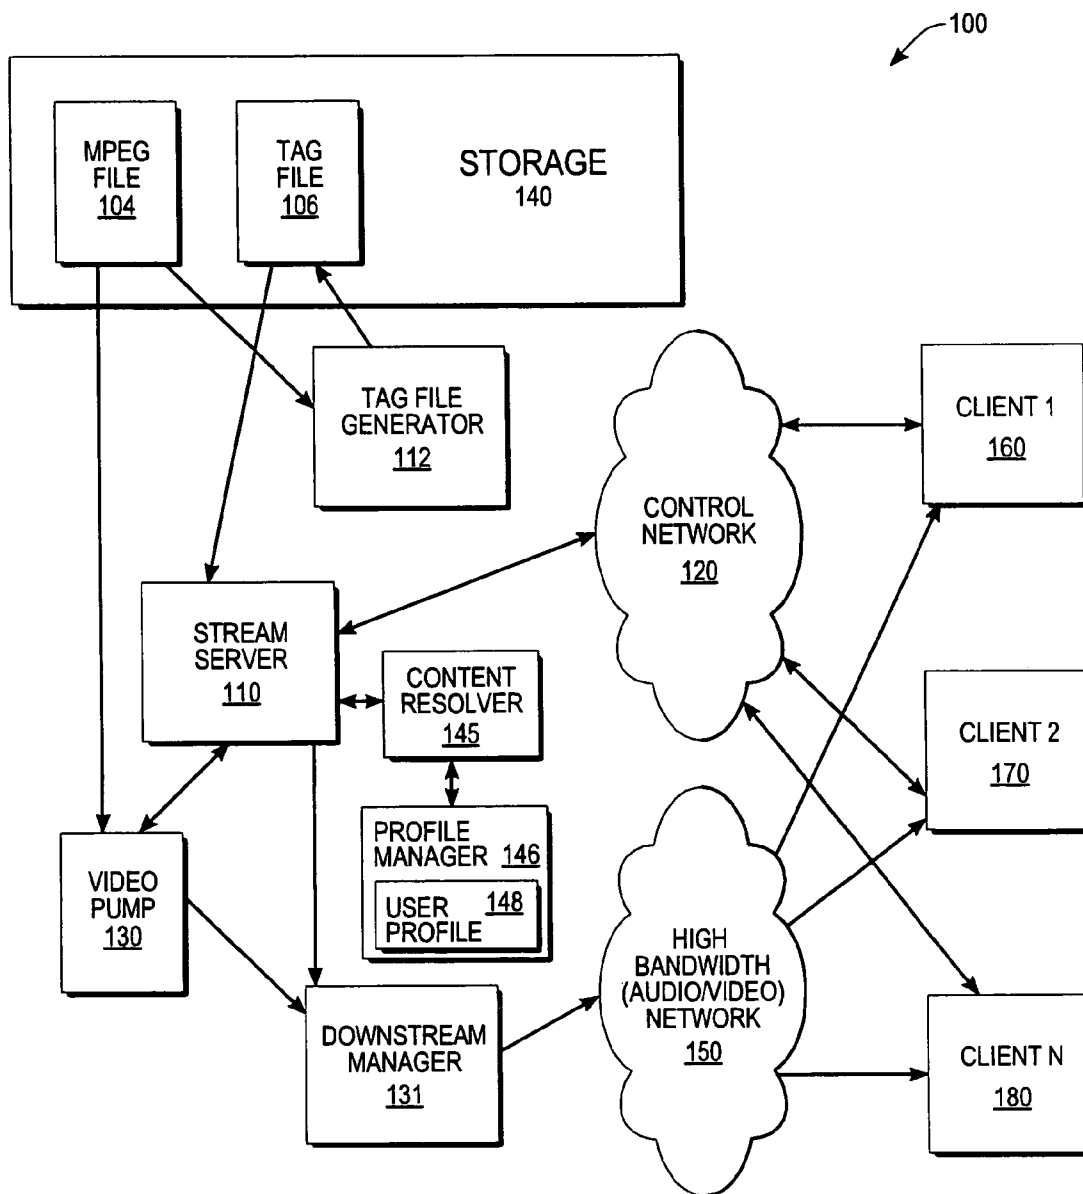 100
MPEG
FILE
104
TAG
FILE
106
STORAGE
140
TAG FILE
GENERATOR
112
CONTROL
NETWORK
120
CLIENT 1
160
STREAM
SERVER
110
CONTENT
RESOLVER
145
CLIENT 2
170
PROFILE
MANAGER 146
USER 148
PROFILE
VIDEO
PUMP
130
HIGH
BANDWIDTH
(AUDIO/VIDEO)
NETWORK
150
DOWNSTREAM
MANAGER
131
CLIENT N
180